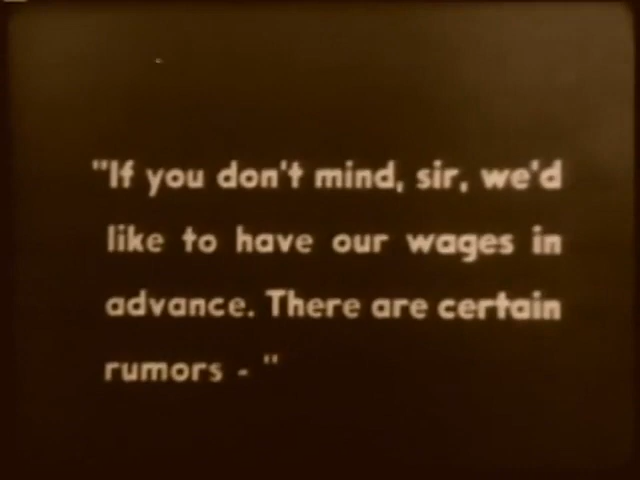 "If you don't mind, sir, we'd
like to have our wages in
advance. There are certain
rumors - "